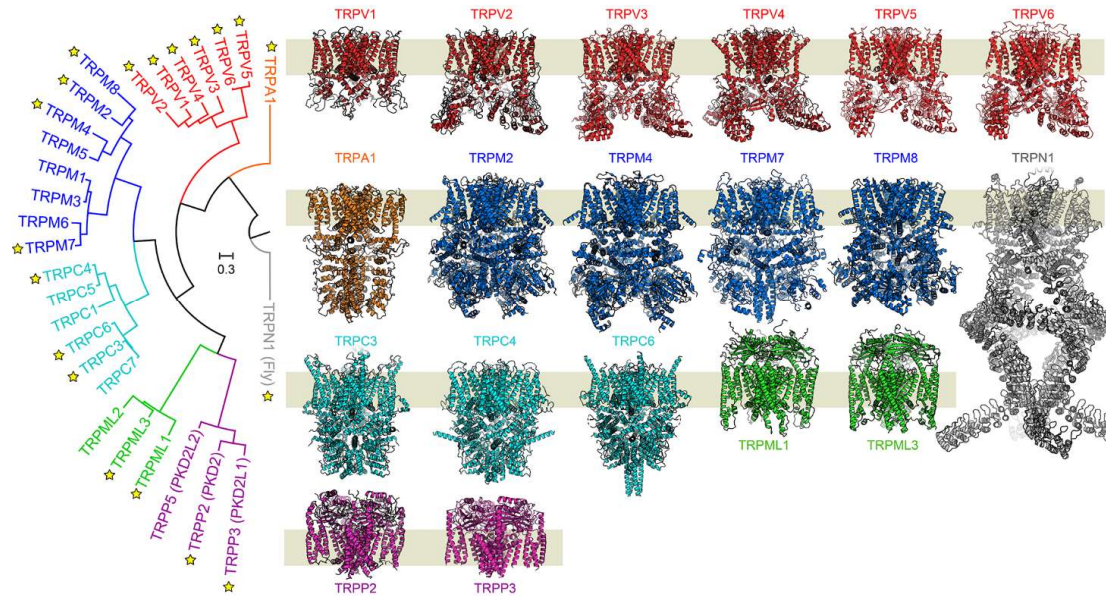 TRPV1 TRPV2 TRPV3 TRPV4 TRPV5 TRPV6
TRPA1 TRPM2 TRPM4 TRPM7 TRPM8 TRPN1
TRPC3 TRPC4 TRPC6
TRPML1 TRPML3
TRPP2 TRPP3
TRPA1
TRPV5
TRPV6
TRPV3
TRPV4
TRPV1
TRPV2
TRPM8
TRPM2
TRPM4
TRPM5
TRPM1
TRPM3
TRPM6
TRPM7
TRPC4
TRPC5
TRPC1
TRPC6
TRPC3
TRPC7
TRPML2
TRPML3
TRPML1
TRPP5 (PKD2L2)
TRPP2 (PKD2)
TRPP3 (PKD2L1)
TRPN1 (Fly)
0.3